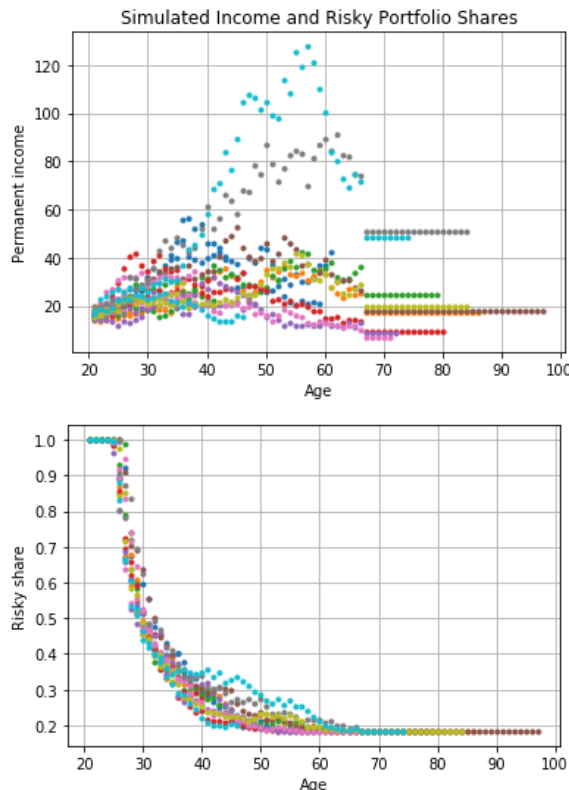 Simulated Income and Risky Portfolio Shares
120
100
80
60
40
20
Permanent income
20 30 40 50 60 70 80 90 100
Age
1.0
0.9
0.8
0.7
0.6
0.5
0.4
0.3
0.2
Risky share
20 30 40 50 60 70 80 90 100
Age